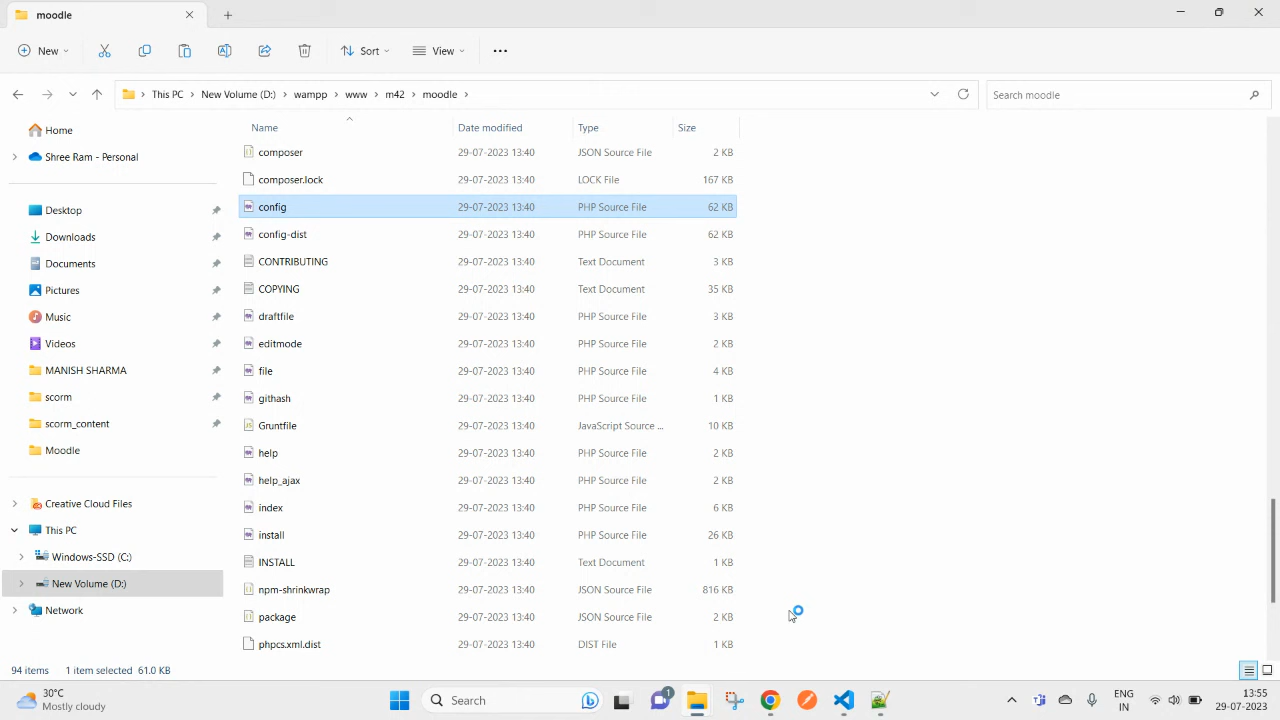 moodle
New
Sort
View
This PC
New Volume (D:)
wampp
www
m42
moodle
Search moodle
Home
Shree Ram - Personal
Desktop
Downloads
Documents
Pictures
Music
Videos
MANISH SHARMA
scorm
scorm_content
Moodle
Creative Cloud Files
This PC
Windows-SSD (C:)
New Volume (D:)
Network
Name Date modified Type Size
composer 29-07-2023 13:40 JSON Source File 2 KB
composer.lock 29-07-2023 13:40 LOCK File 167 KB
config 29-07-2023 13:40 PHP Source File 62 KB
config-dist 29-07-2023 13:40 PHP Source File 62 KB
CONTRIBUTING 29-07-2023 13:40 Text Document 3 KB
COPYING 29-07-2023 13:40 Text Document 35 KB
draftfile 29-07-2023 13:40 PHP Source File 3 KB
editmode 29-07-2023 13:40 PHP Source File 2 KB
file 29-07-2023 13:40 PHP Source File 4 KB
githash 29-07-2023 13:40 PHP Source File 1 KB
Gruntfile 29-07-2023 13:40 JavaScript Source ... 10 KB
help 29-07-2023 13:40 PHP Source File 2 KB
help_ajax 29-07-2023 13:40 PHP Source File 2 KB
index 29-07-2023 13:40 PHP Source File 6 KB
install 29-07-2023 13:40 PHP Source File 26 KB
INSTALL 29-07-2023 13:40 Text Document 1 KB
npm-shrinkwrap 29-07-2023 13:40 JSON Source File 816 KB
package 29-07-2023 13:40 JSON Source File 2 KB
phpcs.xml.dist 29-07-2023 13:40 DIST File 1 KB
94 items 1 item selected 61.0 KB
30°C
Mostly cloudy
Search
1
ENG
IN
13:55
29-07-2023